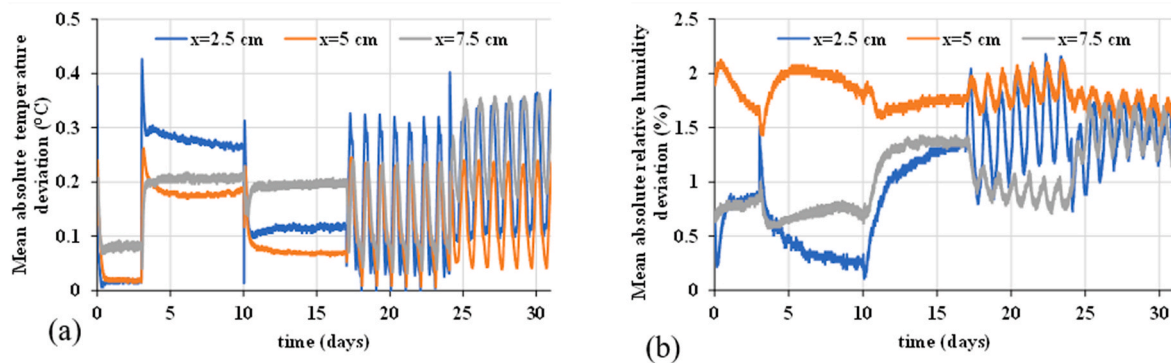 0.5
x=2.5 cm x=5 cm x=7.5 cm
0.4
0.3
0.2
0.1
0
0 5 10 15 20 25 30
Mean absolute temperature
deviation (⁰C)
time (days)
(a)
2.5
x=2.5 cm x=5 cm x=7.5 cm
2
1.5
1
0.5
0
0 5 10 15 20 25 30
Mean absolute relative humidity
deviation (%)
time (days)
(b)